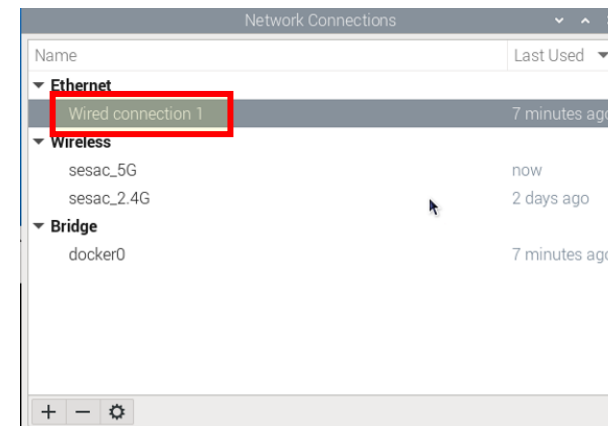 Network Connections
Name Last Used
Ethernet
Wired connection 1 7 minutes ago
Wireless
sesac_5G now
sesac_2.4G 2 days ago
Bridge
docker0 7 minutes ago